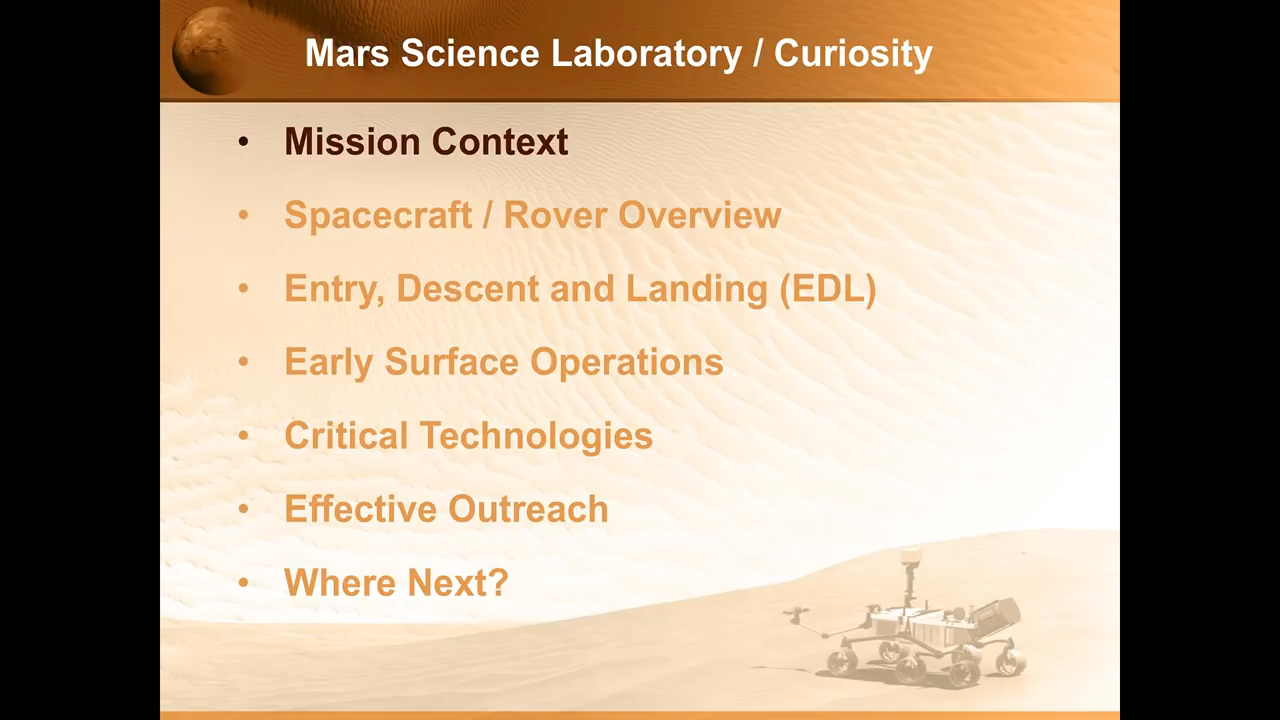 Mars Science Laboratory / Curiosity
• Mission Context
• Spacecraft / Rover Overview
• Entry, Descent and Landing (EDL)
• Early Surface Operations
• Critical Technologies
• Effective Outreach
• Where Next?